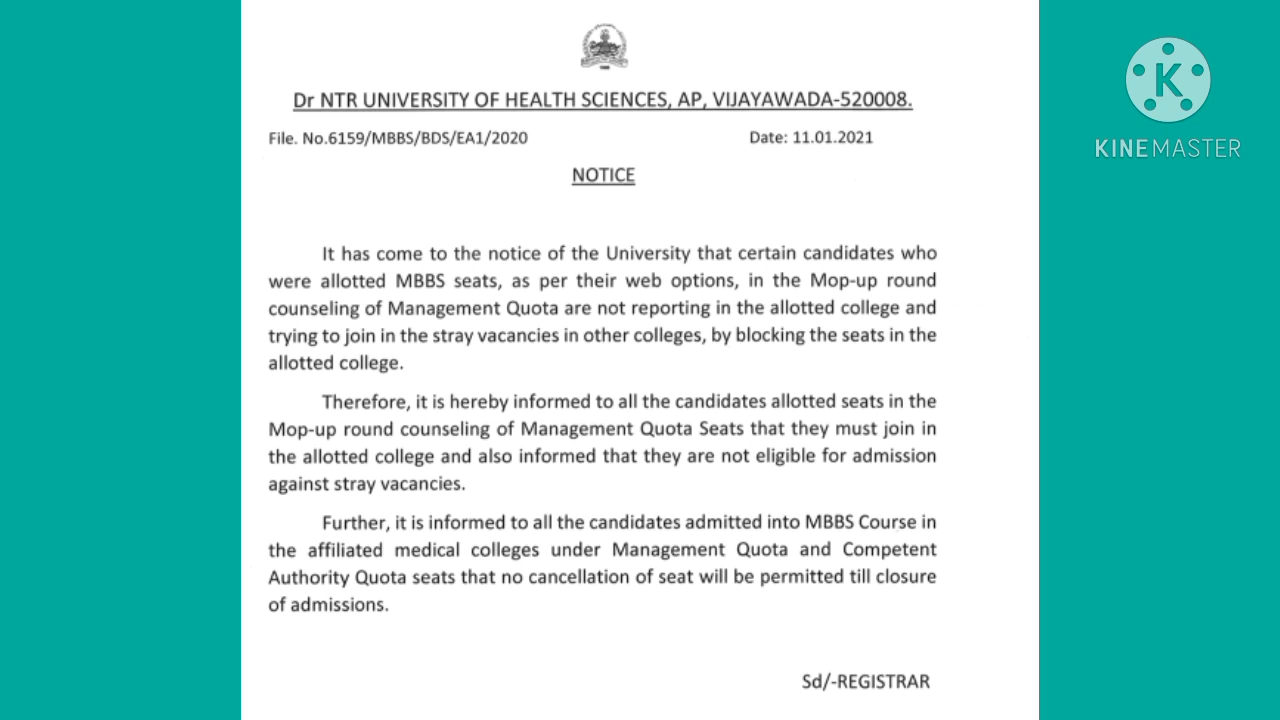 Dr NTR UNIVERSITY OF HEALTH SCIENCES, AP, VIJAYAWADA-520008.
File. No.6159/MBBS/BDS/EA1/2020 Date: 11.01.2021
NOTICE
It has come to the notice of the University that certain candidates who
were allotted MBBS seats, as per their web options, in the Mop-up round
counseling of Management Quota are not reporting in the allotted college and
trying to join in the stray vacancies in other colleges, by blocking the seats in the
allotted college.
Therefore, it is hereby informed to all the candidates allotted seats in the
Mop-up round counseling of Management Quota Seats that they must join in
the allotted college and also informed that they are not eligible for admission
against stray vacancies.
Further, it is informed to all the candidates admitted into MBBS Course in
the affiliated medical colleges under Management Quota and Competent
Authority Quota seats that no cancellation of seat will be permitted till closure
of admissions.
Sd/-REGISTRAR
K
KINEMASTER